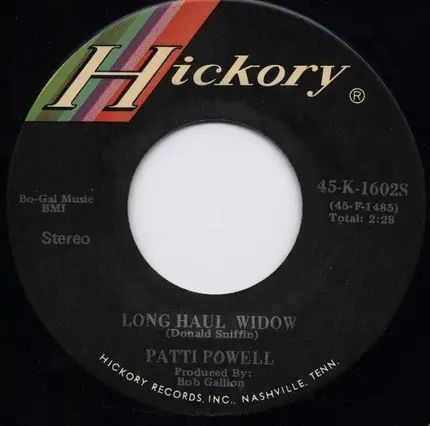 Hickory ®
45-K-1602S
(45-F-1485)
Total: 2:28
Bo-Gal Music
BMI
Stereo
LONG HAUL WIDOW
(Donald Sniffin)
PATTI POWELL
Produced By:
Bob Gallion
HICKORY RECORDS, INC., NASHVILLE, TENN.